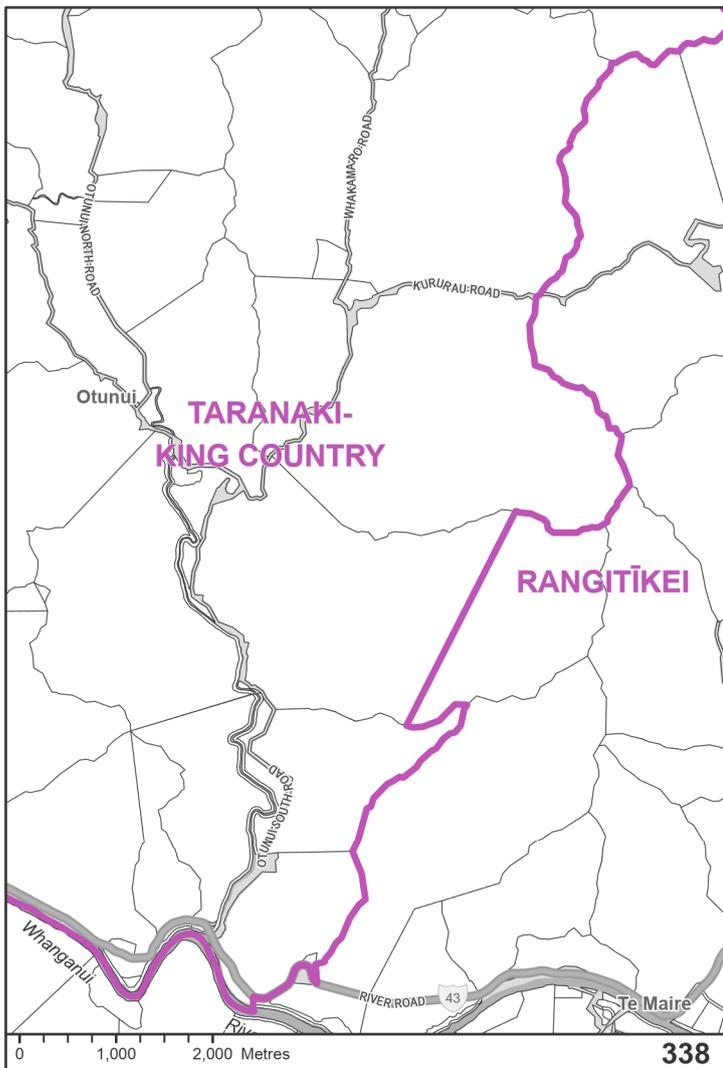 OTUNUI NORTH ROAD
WHAKAMARO ROAD
KURURAU ROAD
Otunui
TARANAKI-
KING COUNTRY
RANGITĪKEI
OTUNUI SOUTH ROAD
Whanganui
RIVER ROAD
43
Te Maire
0 1,000 2,000 Metres
338